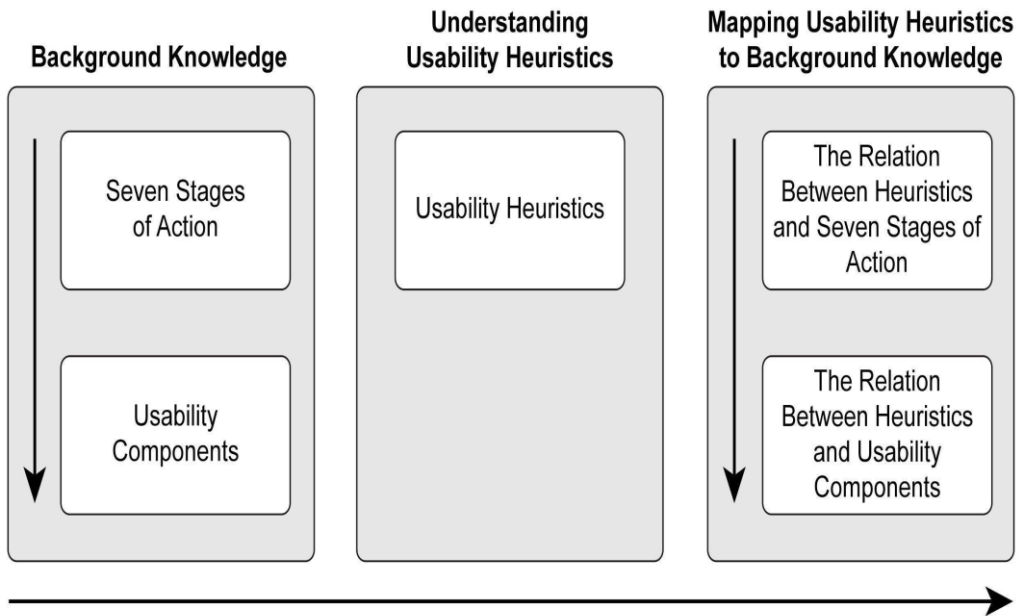 Background Knowledge
Seven Stages
of Action
Usability
Components
Understanding
Usability Heuristics
Usability Heuristics
Mapping Usability Heuristics
to Background Knowledge
The Relation
Between Heuristics
and Seven Stages of
Action
The Relation
Between Heuristics
and Usability
Components